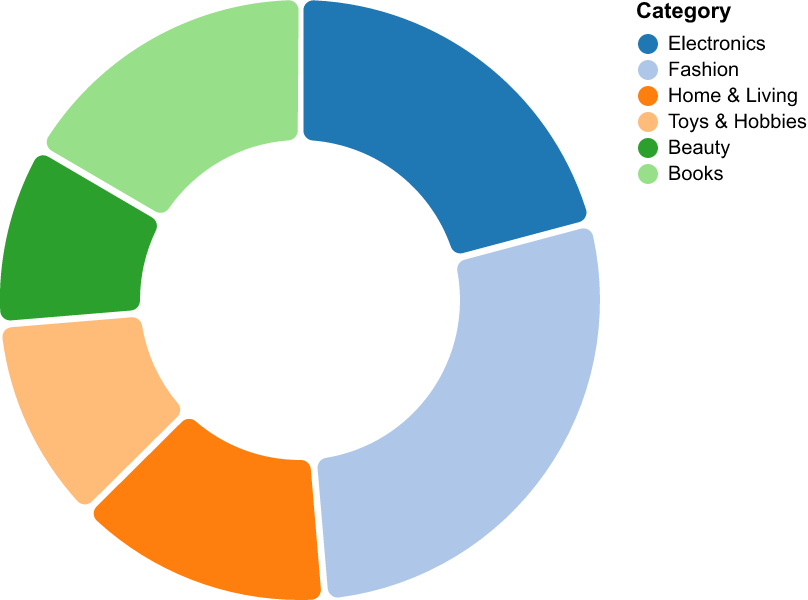 Category
Electronics
Fashion
Home & Living
Toys & Hobbies
Beauty
Books